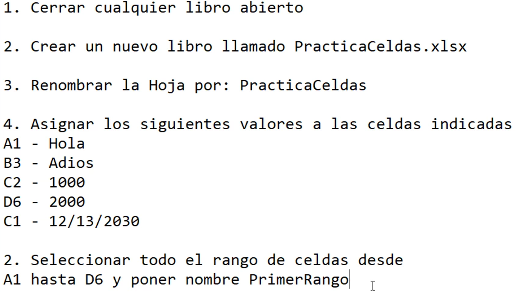 1. Cerrar cualquier libro abierto
2. Crear un nuevo libro llamado PracticaCeldas.xlsx
3. Renombrar la Hoja por: PracticaCeldas
4. Asignar los siguientes valores a las celdas indicadas
A1 - Hola
B3 - Adios
C2 - 1000
D6 - 2000
C1 - 12/13/2030
2. Seleccionar todo el rango de celdas desde
A1 hasta D6 y poner nombre PrimerRango